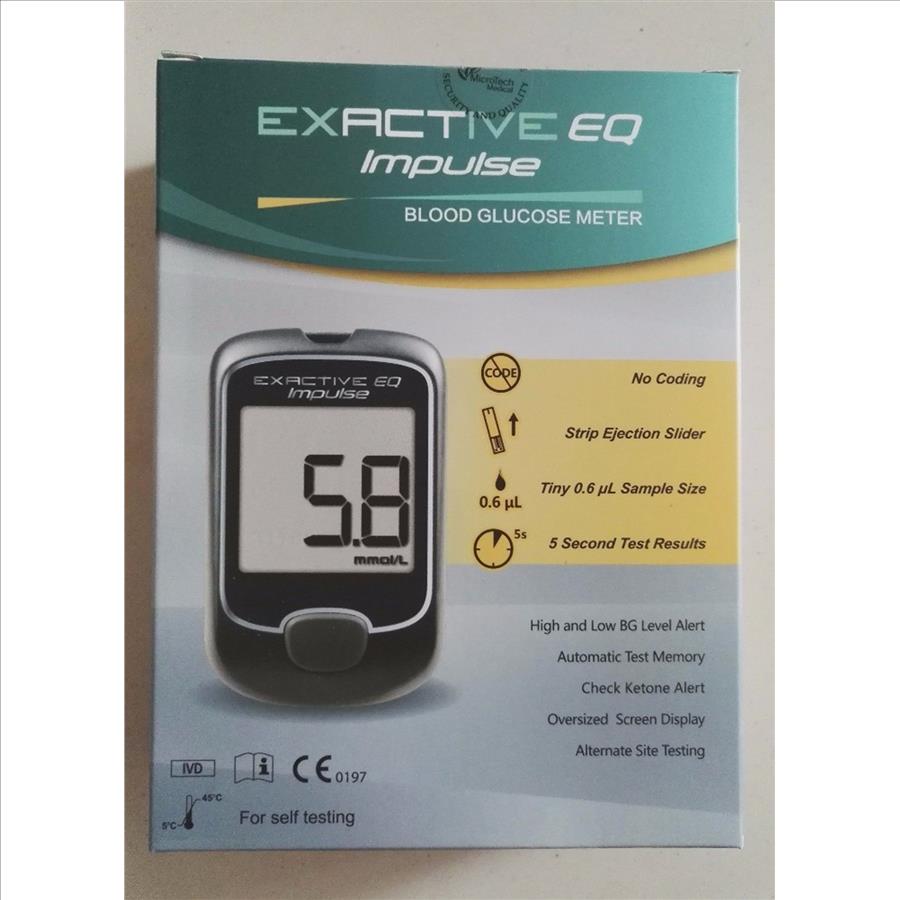 MicroTech
Medical
SECURITY AND QUALITY
EXACTIVE EQ
Impulse
BLOOD GLUCOSE METER
EXACTIVE EQ
Impulse
5.8
mmol/L
CODE
No Coding
Strip Ejection Slider
0.6 µL
Tiny 0.6 µL Sample Size
5s
5 Second Test Results
High and Low BG Level Alert
Automatic Test Memory
Check Ketone Alert
Oversized Screen Display
Alternate Site Testing
IVD
i
CE 0197
45°C
5°C
For self testing